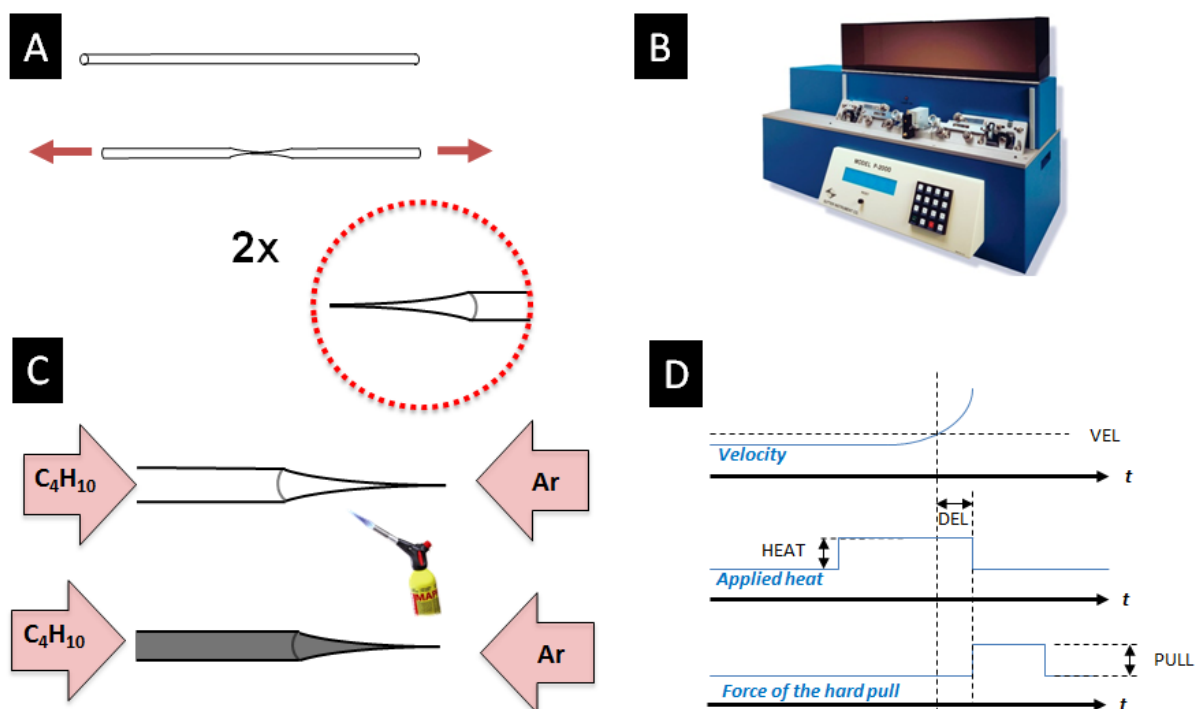 A
B
MODEL P-2000
2x
C
D
C₄H₁₀
Ar
MAP
C₄H₁₀
Ar
VEL
Velocity
t
DEL
HEAT
Applied heat
t
PULL
Force of the hard pull
t